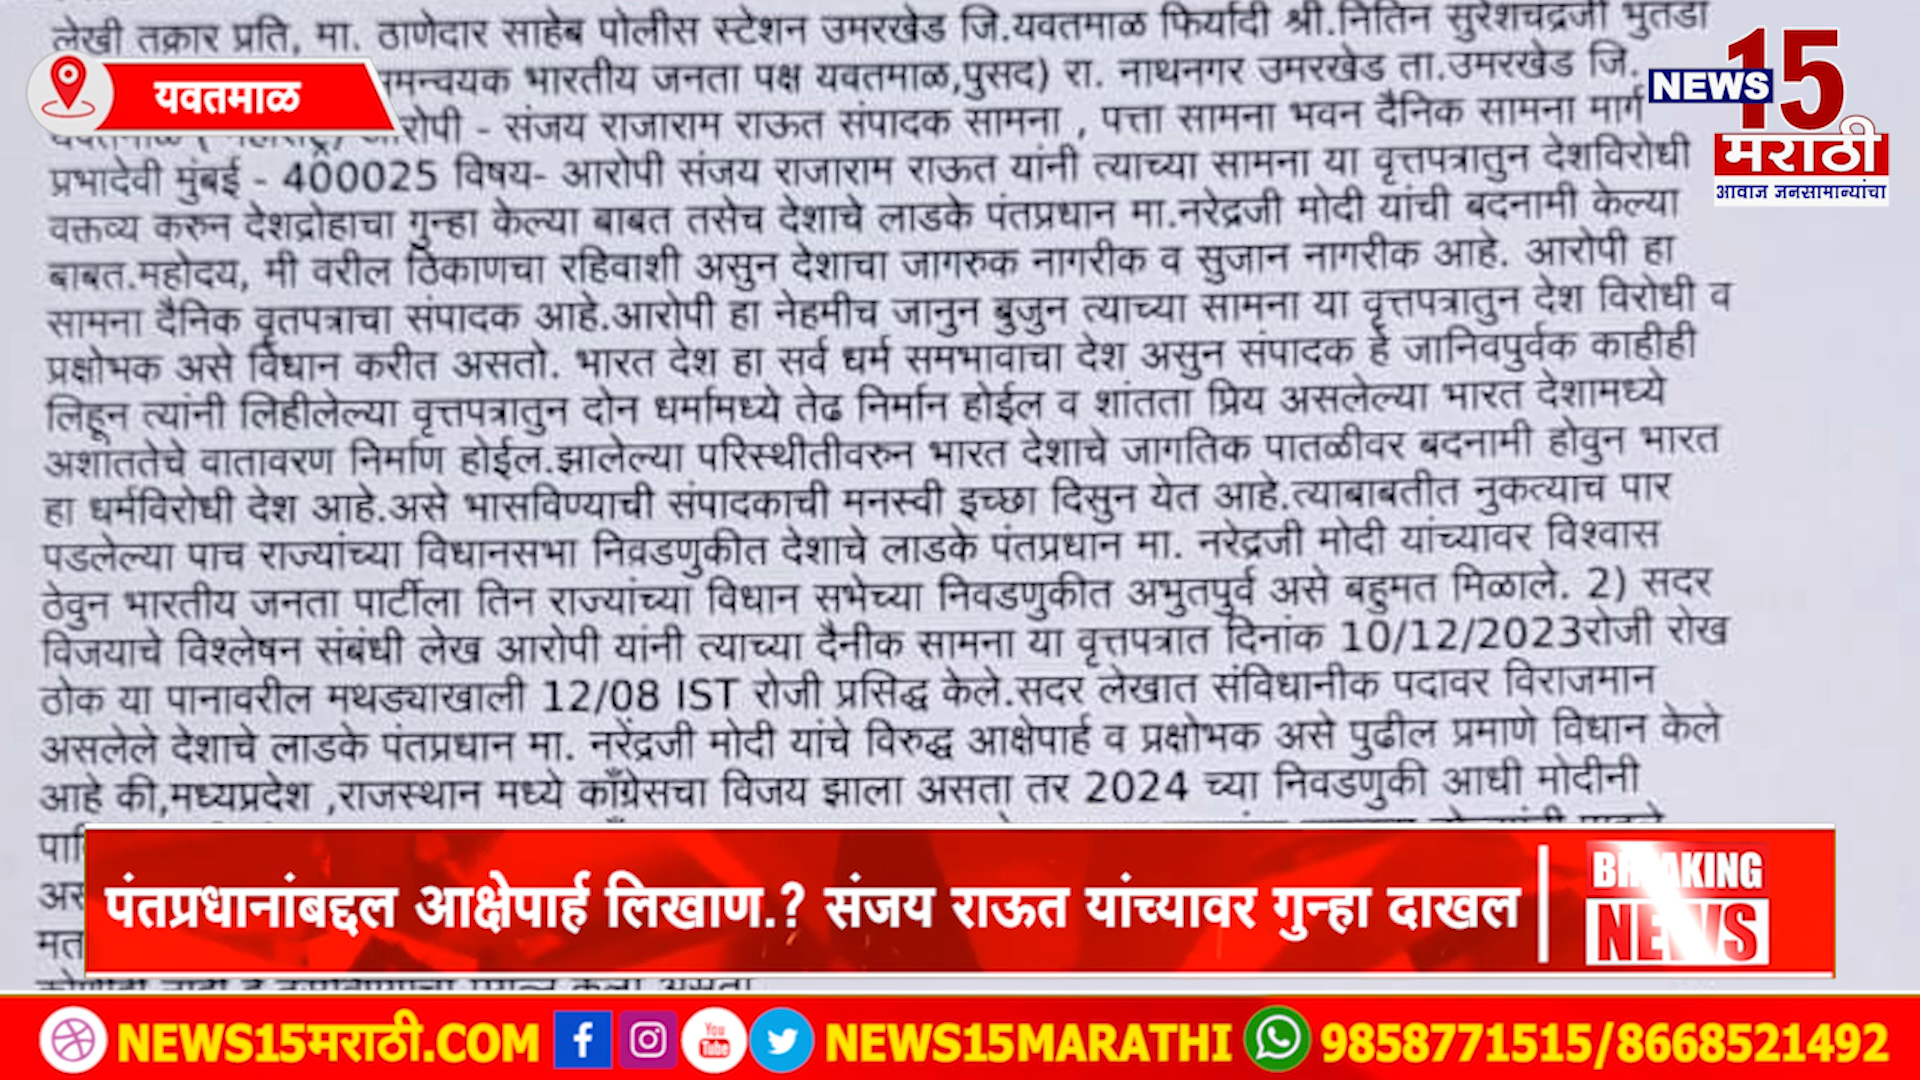 लेखी तक्रार प्रति, मा. ठाणेदार साहेब पोलीस स्टेशन उमरखेड जि.यवतमाळ फिर्यादी श्री.नितिन सुरेशचद्रजी भुतडा
मन्वयक भारतीय जनता पक्ष यवतमाळ,पुसद) रा. नाथनगर उमरखेड ता.उमरखेड जि.
रोपी - संजय राजाराम राऊत संपादक सामना , पत्ता सामना भवन दैनिक सामना मार्ग
प्रभादेवी मुंबई - 400025 विषय- आरोपी संजय राजाराम राऊत यांनी त्याच्या सामना या वृत्तपत्रातुन देशविरोधी
वक्तव्य करुन देशद्रोहाचा गुन्हा केल्या बाबत तसेच देशाचे लाडके पंतप्रधान मा.नरेद्रजी मोदी यांची बदनामी केल्या
बाबत.महोदय, मी वरील ठिकाणचा रहिवाशी असुन देशाचा जागरुक नागरीक व सुजान नागरीक आहे. आरोपी हा
सामना दैनिक वृतपत्राचा संपादक आहे.आरोपी हा नेहमीच जानुन बुजुन त्याच्या सामना या वृत्तपत्रातुन देश विरोधी व
प्रक्षोभक असे विधान करीत असतो. भारत देश हा सर्व धर्म समभावाचा देश असुन संपादक हे जानिवपुर्वक काहीही
लिहून त्यांनी लिहीलेल्या वृत्तपत्रातुन दोन धर्मामध्ये तेढ निर्मान होईल व शांतता प्रिय असलेल्या भारत देशामध्ये
अशांततेचे वातावरण निर्माण होईल.झालेल्या परिस्थीतीवरुन भारत देशाचे जागतिक पातळीवर बदनामी होवुन भारत
हा धर्मविरोधी देश आहे.असे भासविण्याची संपादकाची मनस्वी इच्छा दिसुन येत आहे.त्याबाबतीत नुकत्याच पार
पडलेल्या पाच राज्यांच्या विधानसभा निवडणुकीत देशाचे लाडके पंतप्रधान मा. नरेद्रजी मोदी यांच्यावर विश्वास
ठेवुन भारतीय जनता पार्टीला तिन राज्यांच्या विधान सभेच्या निवडणुकीत अभुतपुर्व असे बहुमत मिळाले. 2) सदर
विजयाचे विश्लेषन संबंधी लेख आरोपी यांनी त्याच्या दैनीक सामना या वृत्तपत्रात दिनांक 10/12/2023रोजी रोख
ठोक या पानावरील मथड्याखाली 12/08 IST रोजी प्रसिद्ध केले.सदर लेखात संविधानीक पदावर विराजमान
असलेले देशाचे लाडके पंतप्रधान मा. नरेंद्रजी मोदी यांचे विरुद्ध आक्षेपार्ह व प्रक्षोभक असे पुढील प्रमाणे विधान केले
आहे की,मध्यप्रदेश ,राजस्थान मध्ये काँग्रेसचा विजय झाला असता तर 2024 च्या निवडणुकी आधी मोदीनी
यवतमाळ
NEWS 15
मराठी
आवाज जनसामान्यांचा
पंतप्रधानांबद्दल आक्षेपार्ह लिखाण.? संजय राऊत यांच्यावर गुन्हा दाखल
BREAKING
NEWS
NEWS15मराठी.COM NEWS15MARATHI 9858771515/8668521492